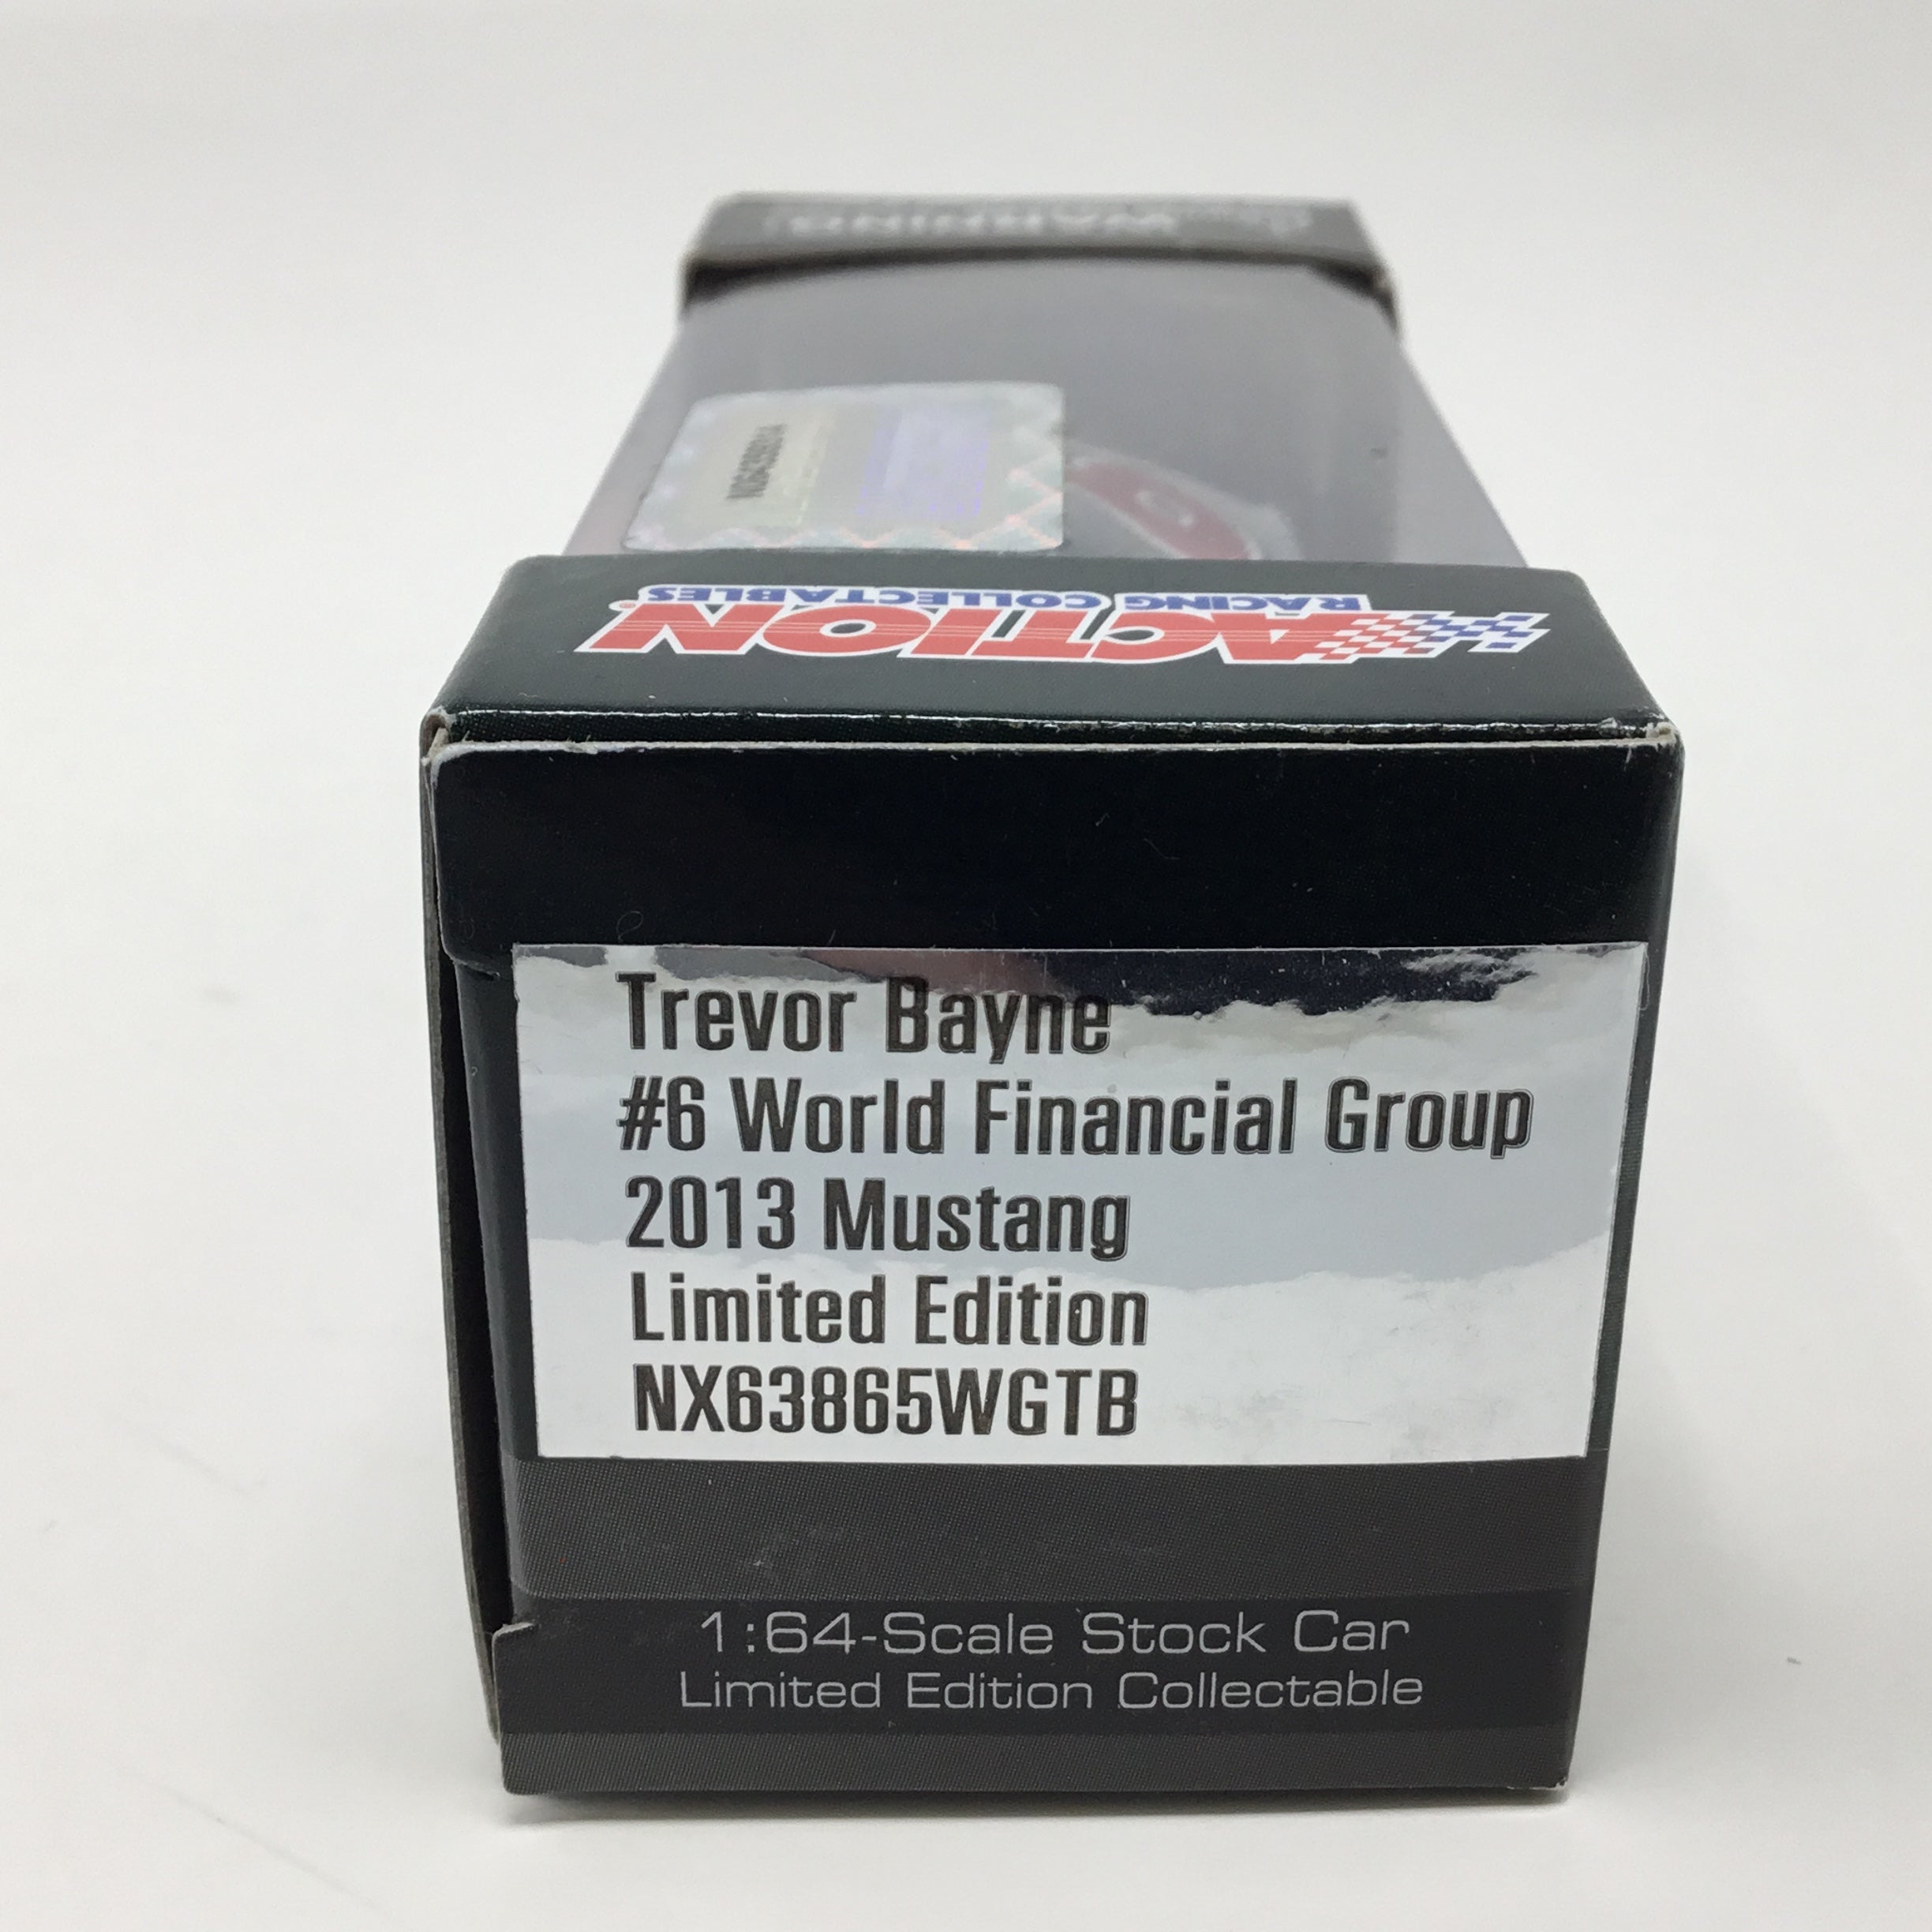 WARNING
ACTION®
RACING COLLECTABLES
Trevor Bayne
#6 World Financial Group
2013 Mustang
Limited Edition
NX63865WGTB
1:64-Scale Stock Car
Limited Edition Collectable